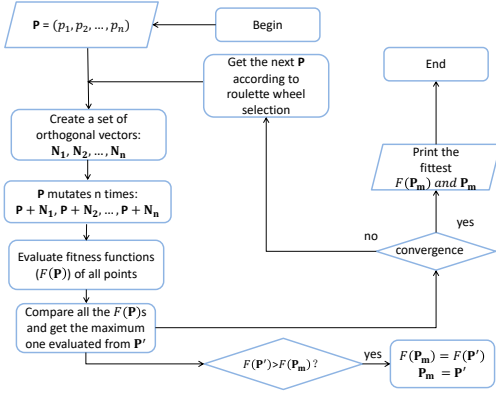 𝐏 = (p₁, p₂, ..., pₙ)
Begin
Get the next 𝐏
according to
roulette wheel
selection
End
Create a set of
orthogonal vectors:
𝐍₁, 𝐍₂, ..., 𝐍ₙ
Print the
fittest
F(𝐏ₘ) and 𝐏ₘ
𝐏 mutates n times:
𝐏 + 𝐍₁, 𝐏 + 𝐍₂, ..., 𝐏 + 𝐍ₙ
no
yes
convergence
Evaluate fitness functions
(F(𝐏)) of all points
Compare all the F(𝐏)s
and get the maximum
one evaluated from 𝐏′
F(𝐏′)>F(𝐏ₘ)?
yes
F(𝐏ₘ) = F(𝐏′)
𝐏ₘ = 𝐏′